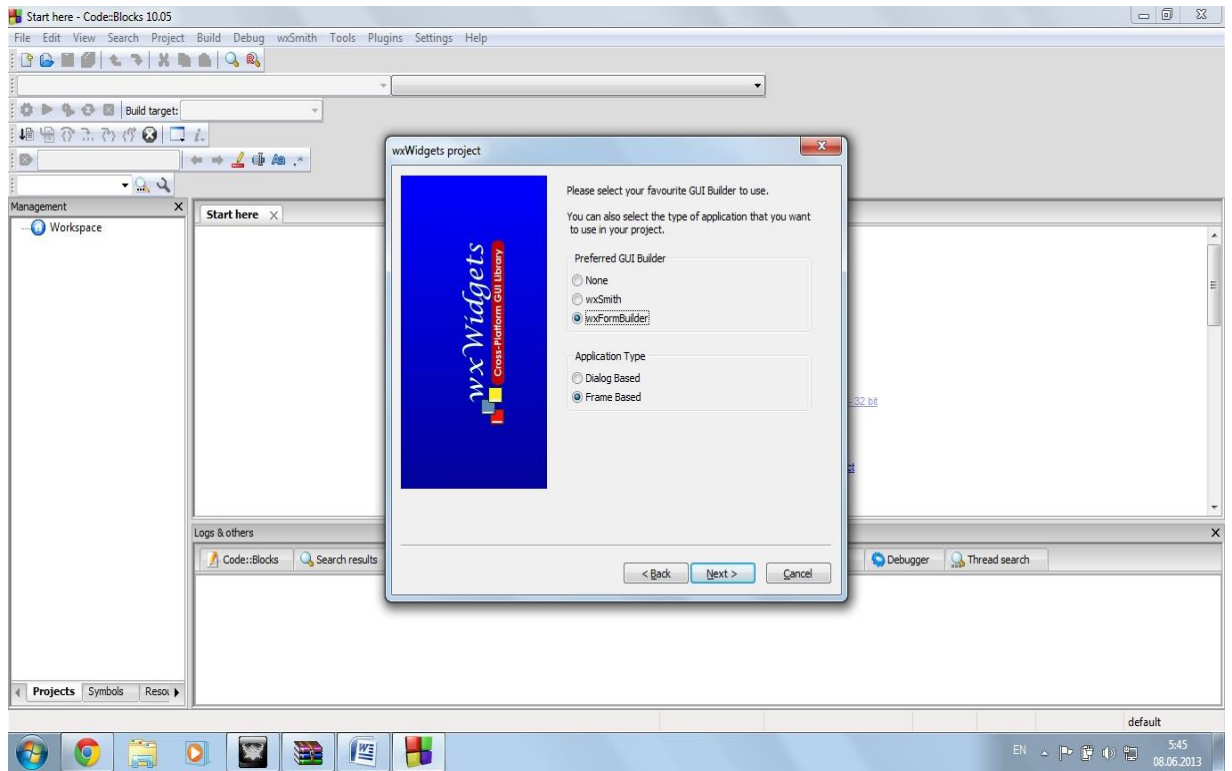 Start here - Code::Blocks 10.05
File Edit View Search Project Build Debug wxSmith Tools Plugins Settings Help
Build target:
Management
Workspace
Start here
wxWidgets project
wxWidgets
Cross-Platform GUI Library
Please select your favourite GUI Builder to use.
You can also select the type of application that you want
to use in your project.
Preferred GUI Builder
None
wxSmith
wxFormBuilder
Application Type
Dialog Based
Frame Based
- 32 bit
< Back Next > Cancel
Logs & others
Code::Blocks Search results Debugger Thread search
Projects Symbols
default
EN 5:45
08.06.2013